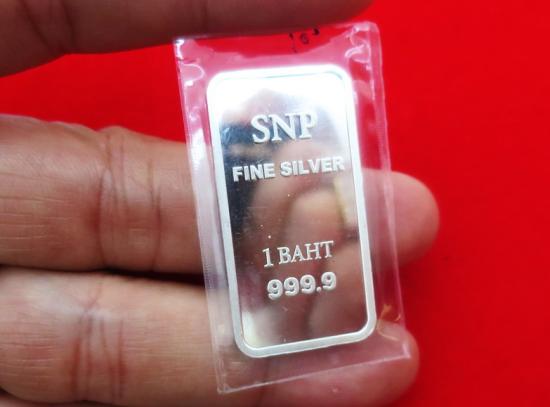 SNP
FINE SILVER
1 BAHT
999.9